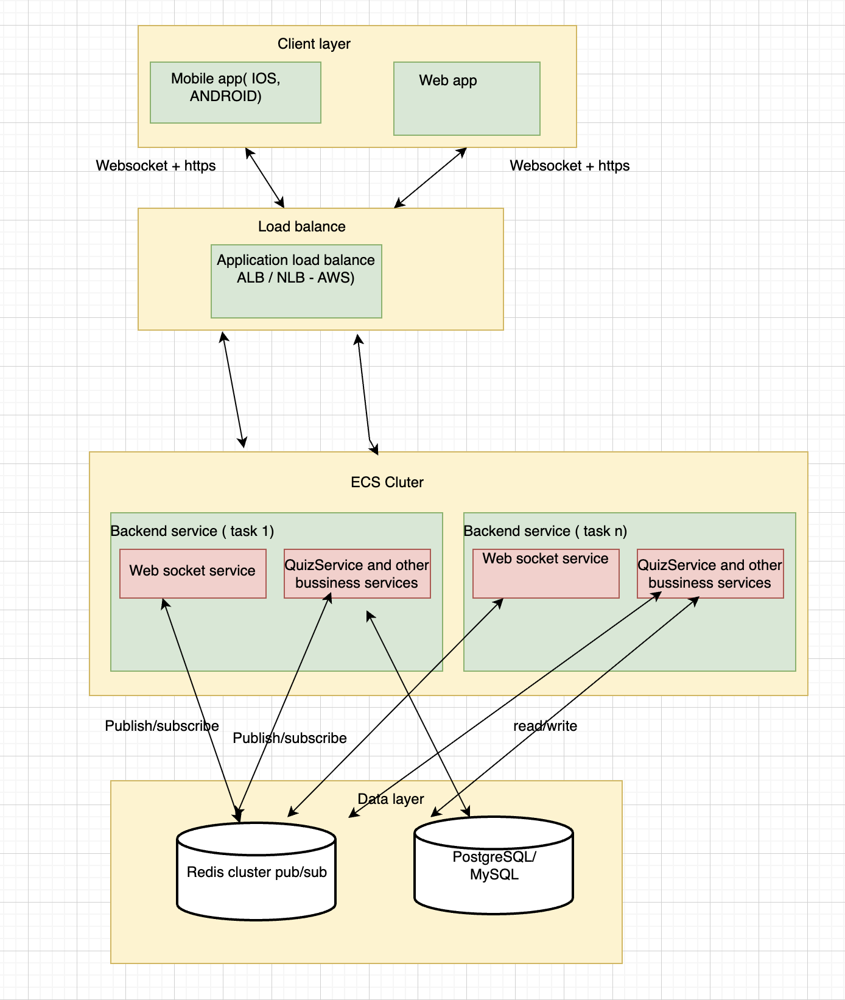 Client layer
Mobile app( IOS,
ANDROID)
Web app
Websocket + https
Websocket + https
Load balance
Application load balance
ALB / NLB - AWS)
ECS Cluter
Backend service ( task 1)
Web socket service
QuizService and other
bussiness services
Backend service ( task n)
Web socket service
QuizService and other
bussiness services
Publish/subscribe
Publish/subscribe
read/write
Data layer
Redis cluster pub/sub
PostgreSQL/
MySQL